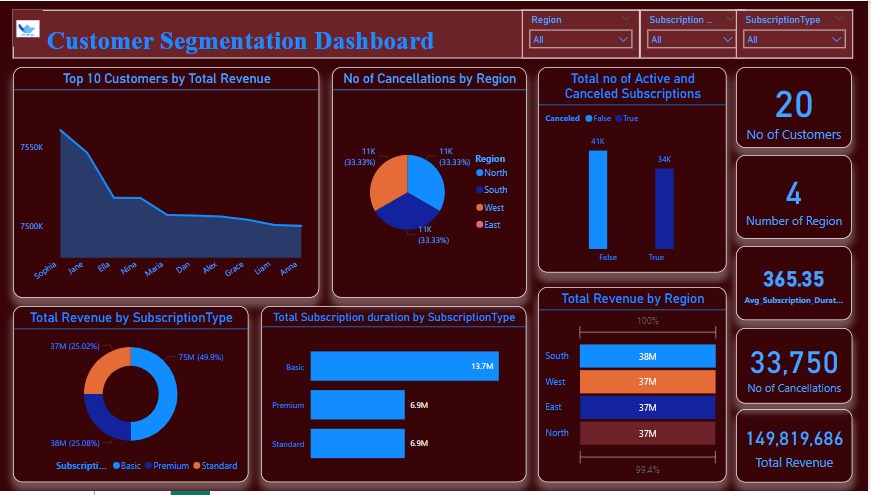 Customer Segmentation Dashboard
Region
All
Subscription ...
All
SubscriptionType
All
Top 10 Customers by Total Revenue
7550K
7500K
Sophia
Jane
Ella
Nina
Maria
Dan
Alex
Grace
Liam
Anna
No of Cancellations by Region
11K
(33.33%)
11K
(33.33%)
11K
(33.33%)
Region
North
South
West
East
Total no of Active and
Canceled Subscriptions
Canceled False True
41K
34K
False True
20
No of Customers
4
Number of Region
365.35
Avg_Subscription_Durat...
33,750
No of Cancellations
149,819,686
Total Revenue
Total Revenue by SubscriptionType
37M (25.02%)
75M (49.9%)
38M (25.08%)
Subscripti... Basic Premium Standard
Total Subscription duration by SubscriptionType
Basic 13.7M
Premium 6.9M
Standard 6.9M
Total Revenue by Region
100%
South 38M
West 37M
East 37M
North 37M
99.4%